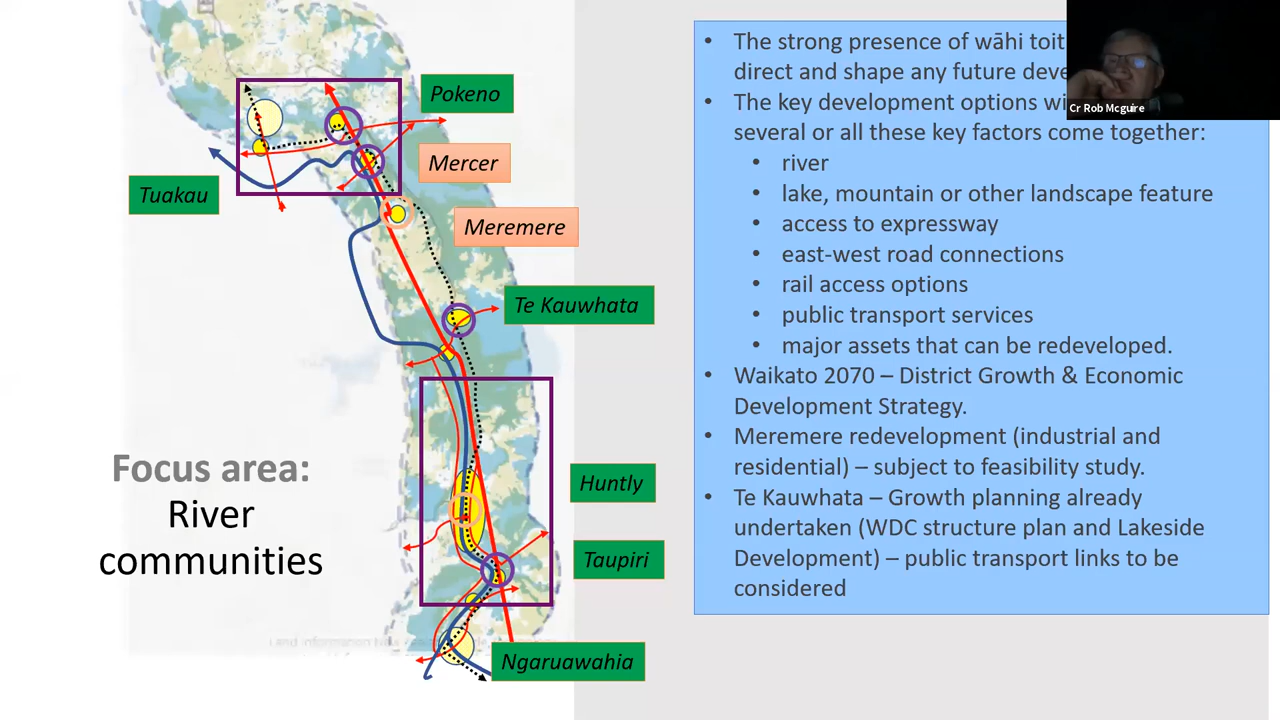 Pokeno
Mercer
Tuakau
Meremere
Te Kauwhata
Huntly
Taupiri
Ngaruawahia
Focus area:
River
communities
• The strong presence of wāhi
direct and shape any future
• The key development options
several or all these key factors come together:
• river
• lake, mountain or other landscape feature
• access to expressway
• east-west road connections
• rail access options
• public transport services
• major assets that can be redeveloped.
• Waikato 2070 – District Growth & Economic
Development Strategy.
• Meremere redevelopment (industrial and
residential) – subject to feasibility study.
• Te Kauwhata – Growth planning already
undertaken (WDC structure plan and Lakeside
Development) – public transport links to be
considered
Cr Rob Mcguire